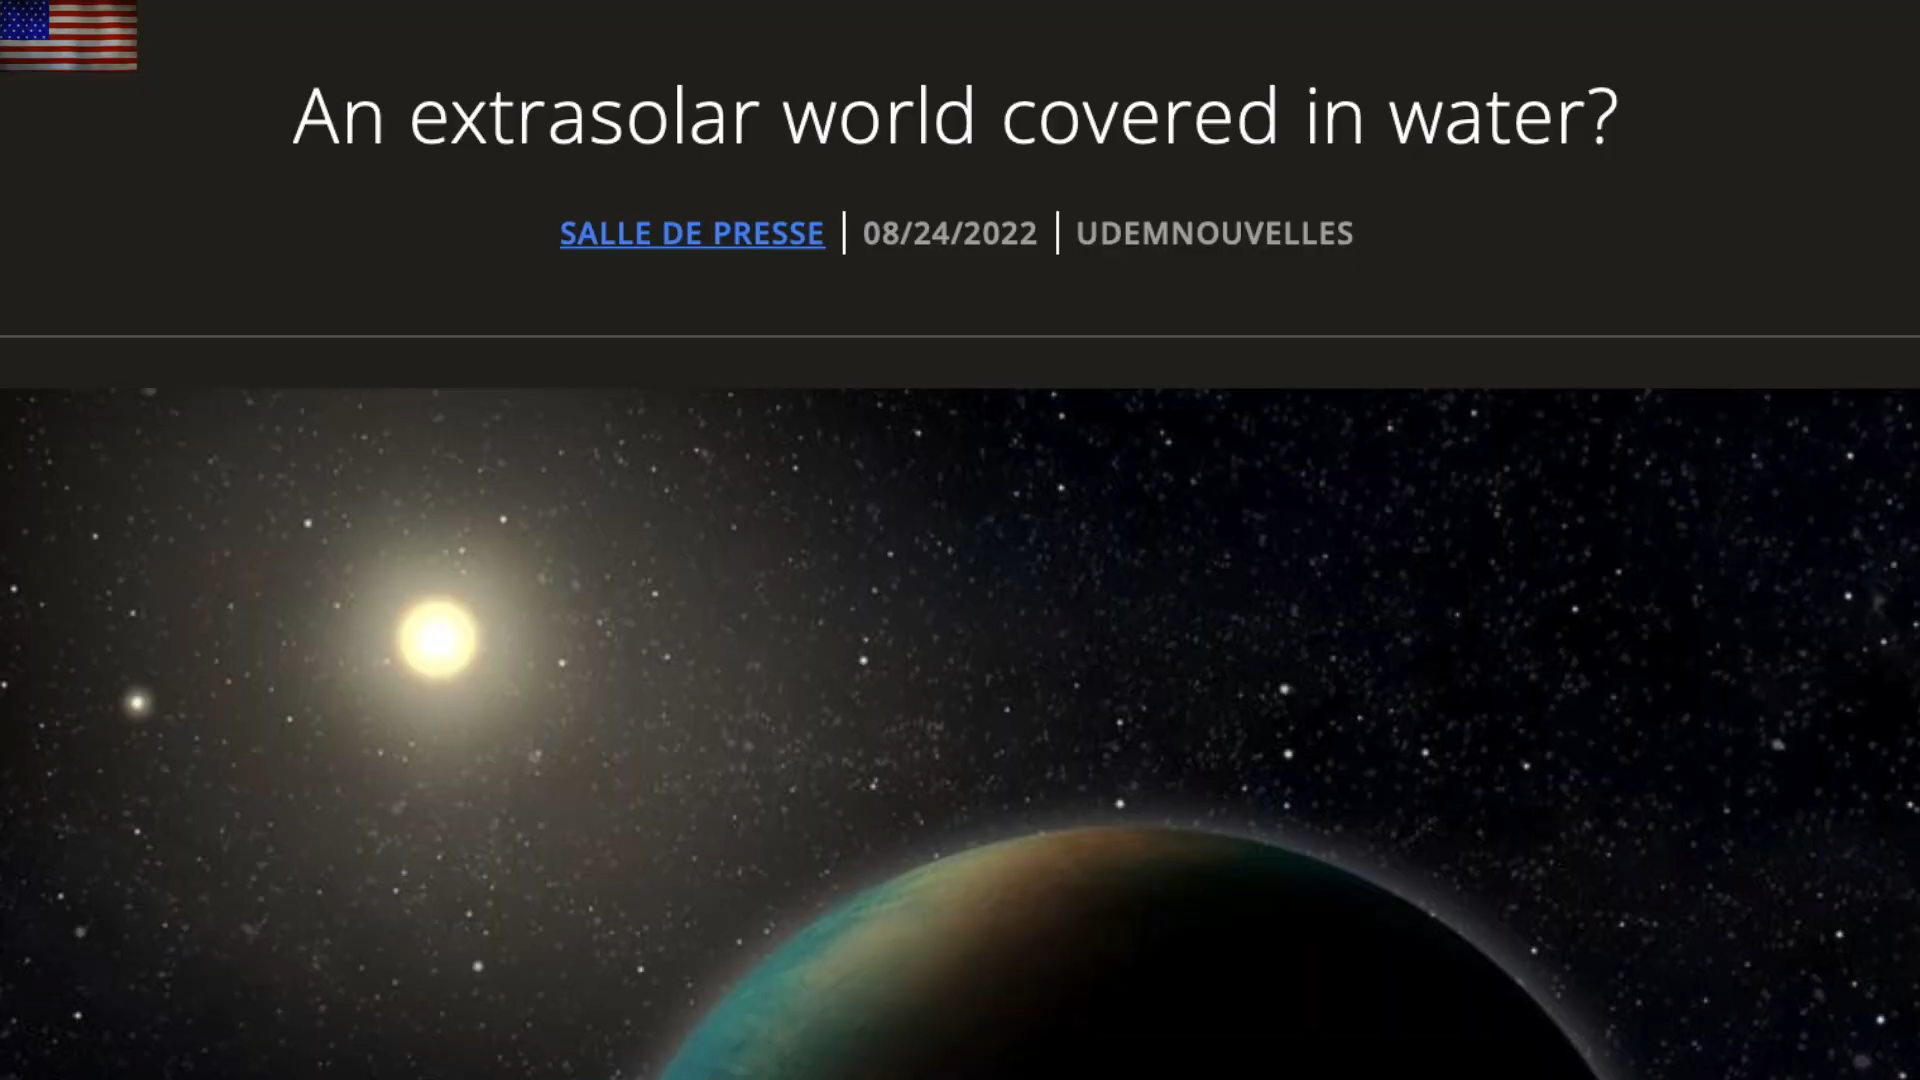 An extrasolar world covered in water?
SALLE DE PRESSE | 08/24/2022 | UDEMNOUVELLES